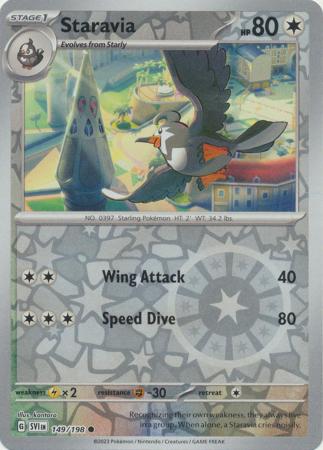 STAGE 1
Staravia
HP 80
Evolves from Starly
NO. 0397 Starling Pokémon HT: 2' WT: 34.2 lbs.
Wing Attack 40
Speed Dive 80
weakness ×2 resistance -30 retreat
Illus. kantaro
G SVI EN 149/198
Recognizing their own weakness, they always live
in a group. When alone, a Staravia cries noisily.
©2023 Pokémon / Nintendo / Creatures / GAME FREAK